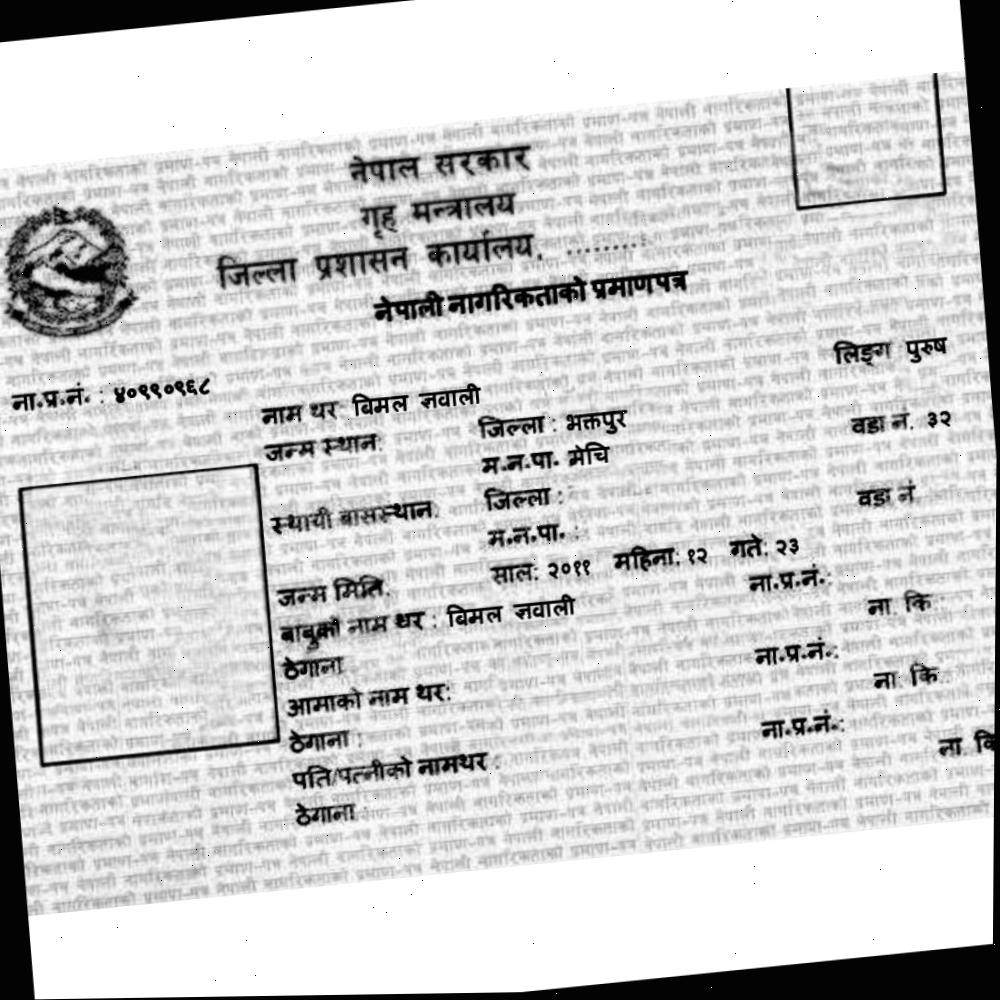 नेपाल सरकार
गृह मन्त्रालय
जिल्ला प्रशासन कार्यालय, .........
नेपाली नागरिकताको प्रमाणपत्र
लिङ्ग पुरुष
ना.प्र.नं. : ४०९९०९६८
नाम थर: बिमल ज्ञवाली
जन्म स्थान: जिल्ला : भक्तपुर वडा नं. ३२
म.न.पा. मेचि
स्थायी बासस्थान: जिल्ला : वडा नं
म.न.पा. :
जन्म मिति: साल: २०११ महिना: १२ गते: २३
बाबुको नाम थर : बिमल ज्ञवाली ना.प्र.नं.:
ठेगाना ना. कि.
आमाको नाम थर: ना.प्र.नं.:
ठेगाना : ना. कि.
पति/पत्नीको नामथर : ना.प्र.नं.:
ठेगाना ना. कि